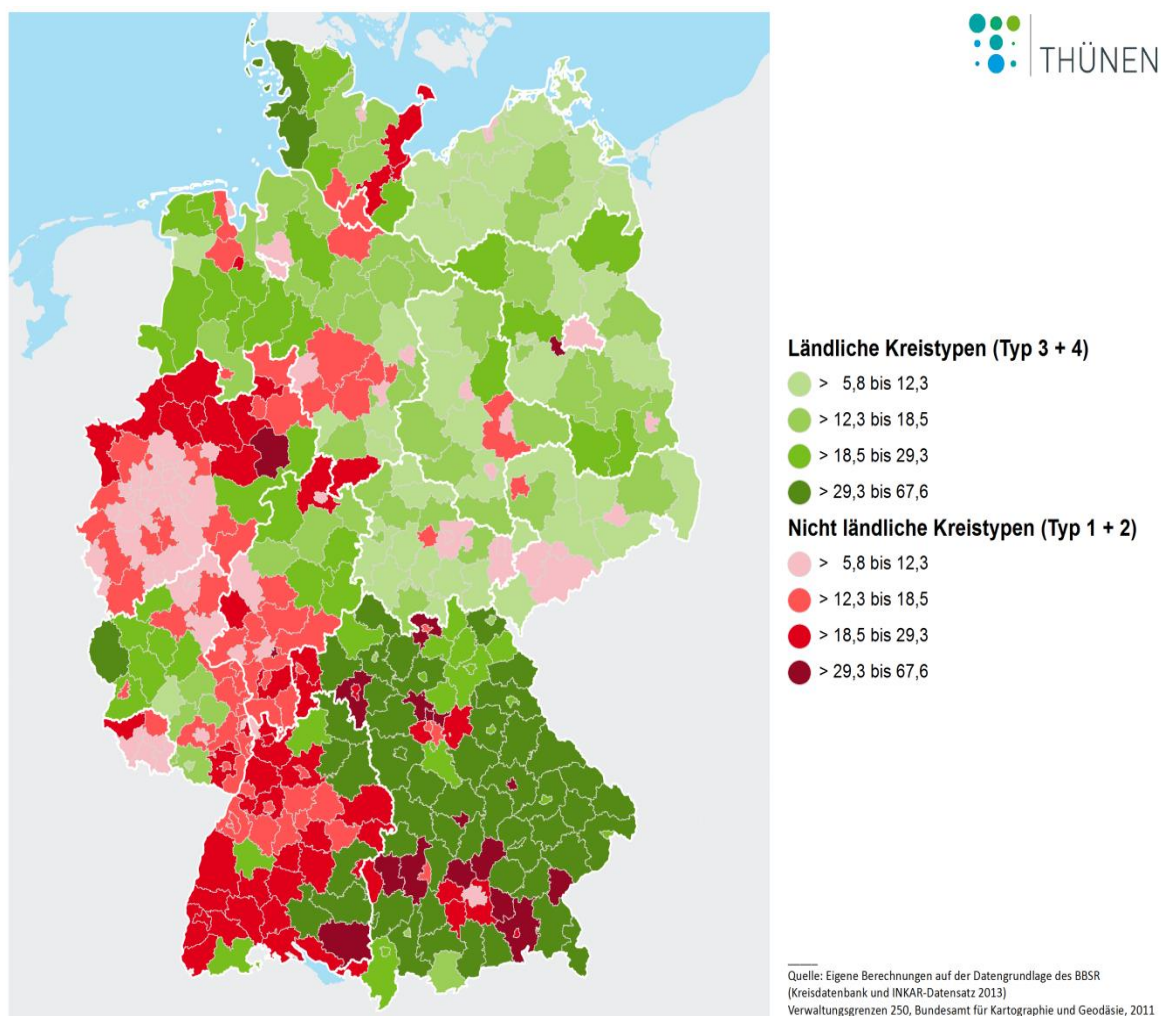 THÜNEN
Ländliche Kreistypen (Typ 3 + 4)
> 5,8 bis 12,3
> 12,3 bis 18,5
> 18,5 bis 29,3
> 29,3 bis 67,6
Nicht ländliche Kreistypen (Typ 1 + 2)
> 5,8 bis 12,3
> 12,3 bis 18,5
> 18,5 bis 29,3
> 29,3 bis 67,6
Quelle: Eigene Berechnungen auf der Datengrundlage des BBSR
(Kreisdatenbank und INKAR-Datensatz 2013)
Verwaltungsgrenzen 250, Bundesamt für Kartographie und Geodäsie, 2011